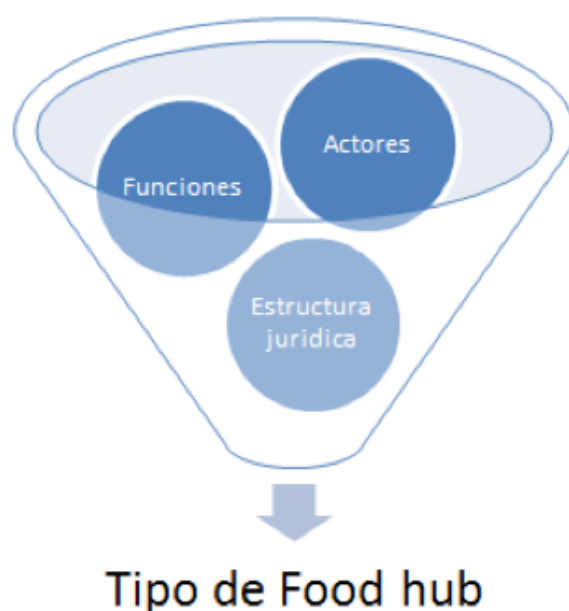 Actores
Funciones
Estructura
juridica
Tipo de Food hub